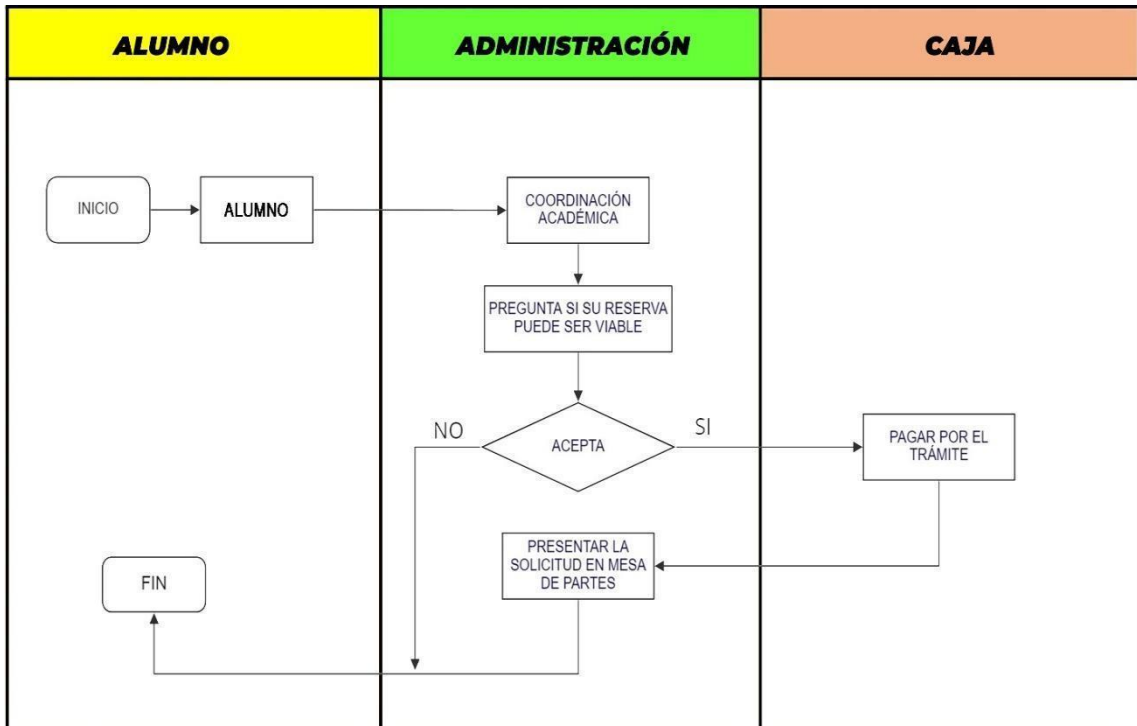 ALUMNO
ADMINISTRACIÓN
CAJA
INICIO
ALUMNO
COORDINACIÓN
ACADÉMICA
PREGUNTA SI SU RESERVA
PUEDE SER VIABLE
NO
ACEPTA
SI
PAGAR POR EL
TRÁMITE
PRESENTAR LA
SOLICITUD EN MESA
DE PARTES
FIN